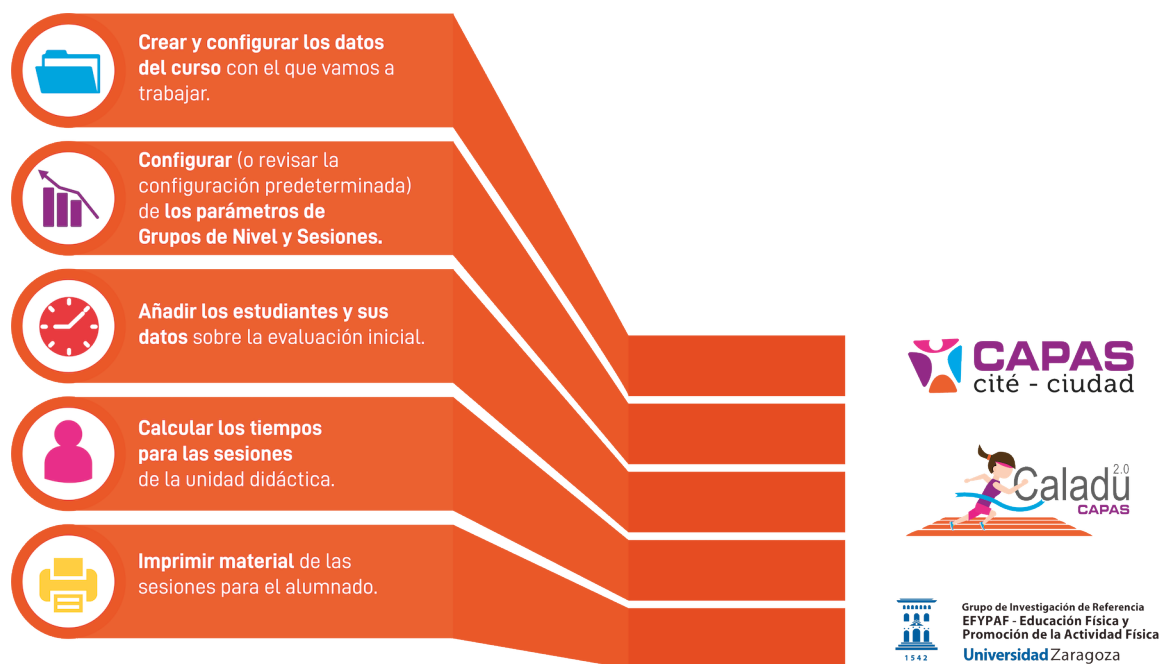 Crear y configurar los datos
del curso con el que vamos a
trabajar.
Configurar (o revisar la
configuración predeterminada)
de los parámetros de
Grupos de Nivel y Sesiones.
Añadir los estudiantes y sus
datos sobre la evaluación inicial.
Calcular los tiempos
para las sesiones
de la unidad didáctica.
Imprimir material de las
sesiones para el alumnado.
CAPAS
cité - ciudad
Caladü 2.0
CAPAS
1542
Grupo de Investigación de Referencia
EFYPAF - Educación Física y
Promoción de la Actividad Física
Universidad Zaragoza